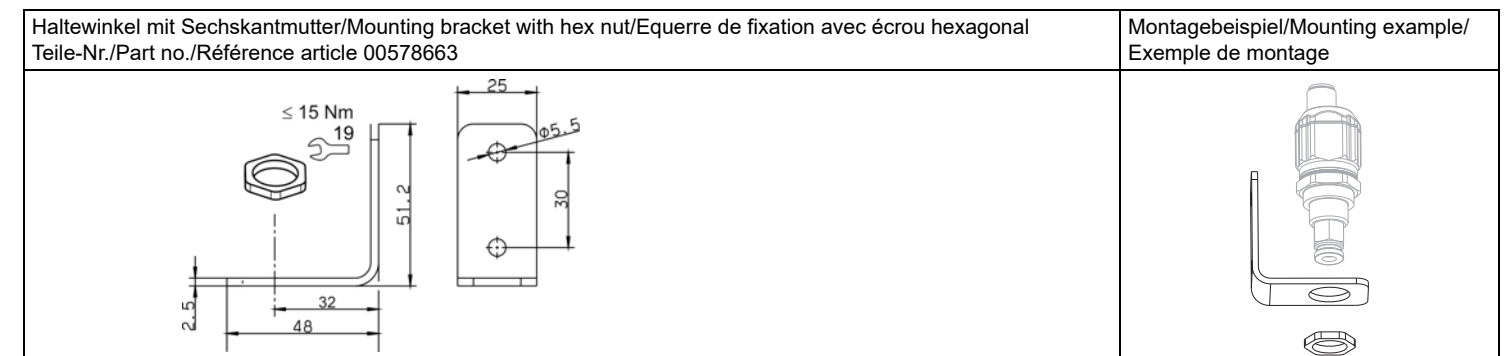 Haltewinkel mit Sechskantmutter/Mounting bracket with hex nut/Equerre de fixation avec écrou hexagonal
Teile-Nr./Part no./Référence article 00578663
Montagebeispiel/Mounting example/
Exemple de montage
≤ 15 Nm
19
51.2
2.5
32
48
25
ϕ5.5
30